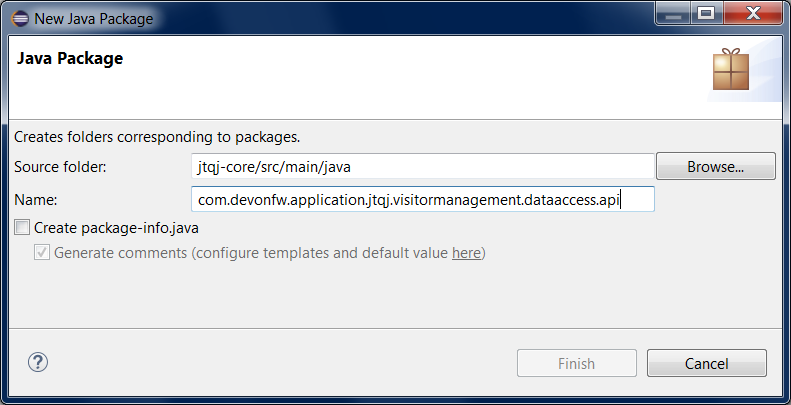 New Java Package
Java Package
Creates folders corresponding to packages.
Source folder: jtqj-core/src/main/java Browse...
Name: com.devonfw.application.jtqj.visitormanagement.dataaccess.api
Create package-info.java
Generate comments (configure templates and default value here)
? Finish Cancel